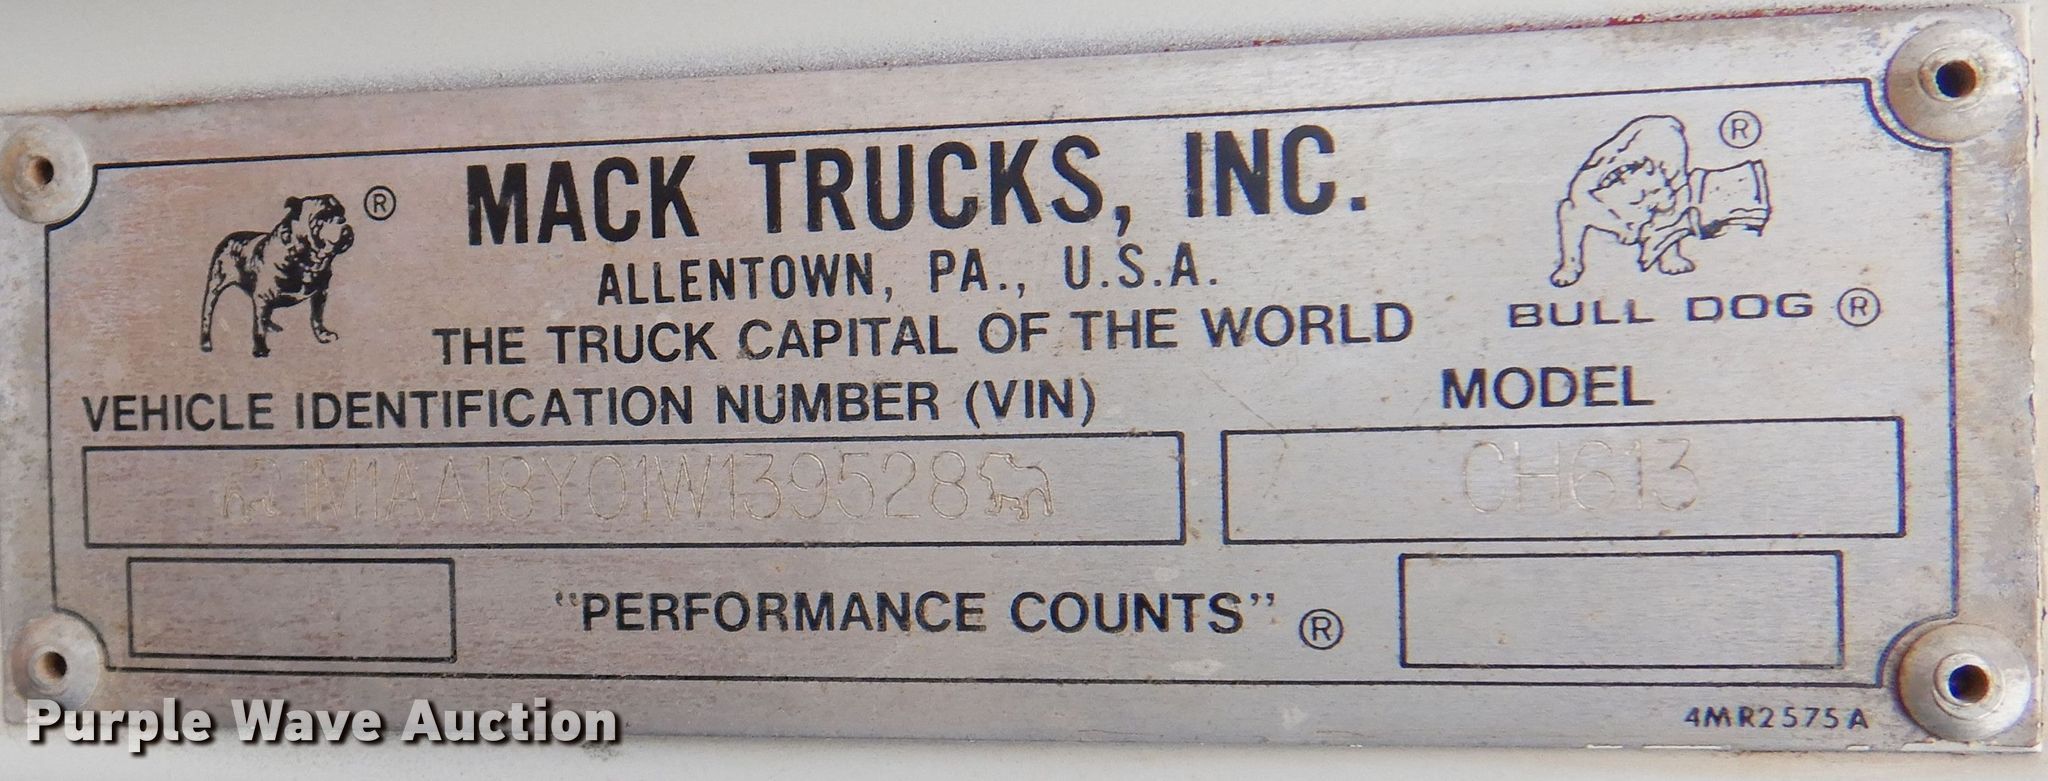 MACK TRUCKS, INC.
ALLENTOWN, PA., U.S.A.
THE TRUCK CAPITAL OF THE WORLD
BULL DOG ®
VEHICLE IDENTIFICATION NUMBER (VIN)
MODEL
1M1AA18Y01W139528
CH613
"PERFORMANCE COUNTS" ®
4MR2575A
Purple Wave Auction